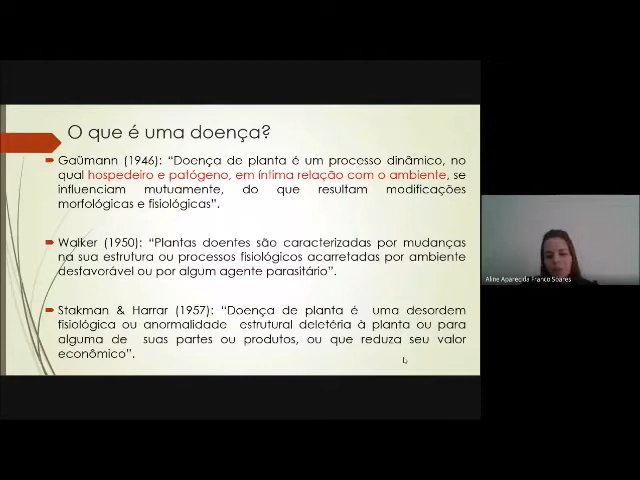 O que é uma doença?
Gaümann (1946): “Doença de planta é um processo dinâmico, no
qual hospedeiro e patógeno, em íntima relação com o ambiente, se
influenciam mutuamente, do que resultam modificações
morfológicas e fisiológicas”.
Walker (1950): “Plantas doentes são caracterizadas por mudanças
na sua estrutura ou processos fisiológicos acarretadas por ambiente
desfavorável ou por algum agente parasitário”.
Stakman & Harrar (1957): “Doença de planta é uma desordem
fisiológica ou anormalidade estrutural deletéria à planta ou para
alguma de suas partes ou produtos, ou que reduza seu valor
econômico”.
Aline Aparecida Franco Soares